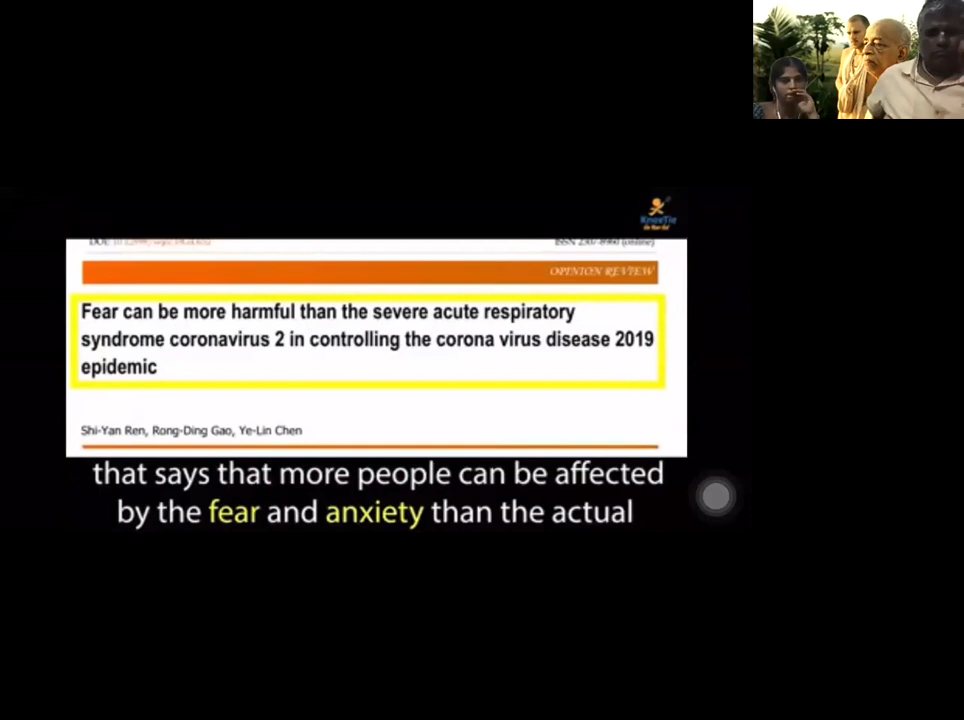 OPINION REVIEW
Fear can be more harmful than the severe acute respiratory
syndrome coronavirus 2 in controlling the corona virus disease 2019
epidemic
Shi-Yan Ren, Rong-Ding Gao, Ye-Lin Chen
that says that more people can be affected
by the fear and anxiety than the actual